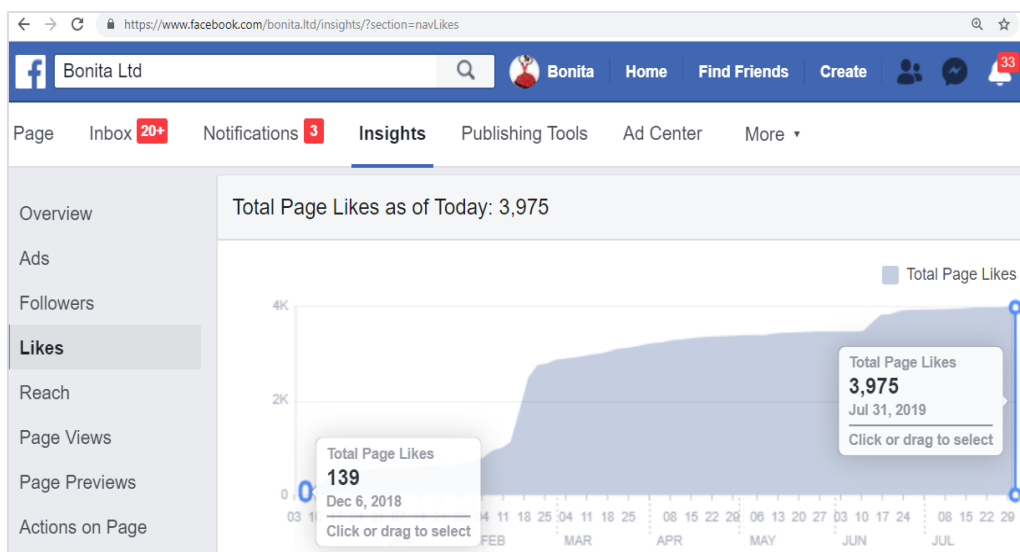 https://www.facebook.com/bonita.ltd/insights/?section=navLikes
f Bonita Ltd Bonita Home Find Friends Create 33
Page Inbox 20+ Notifications 3 Insights Publishing Tools Ad Center More
Overview
Ads
Followers
Likes
Reach
Page Views
Page Previews
Actions on Page
Total Page Likes as of Today: 3,975
Total Page Likes
4K
2K
0
Total Page Likes
139
Dec 6, 2018
Click or drag to select
Total Page Likes
3,975
Jul 31, 2019
Click or drag to select
03 11 18 25 04 11 18 25 08 15 22 29 06 13 20 27 03 10 17 24 08 15 22 29
FEB MAR APR MAY JUN JUL